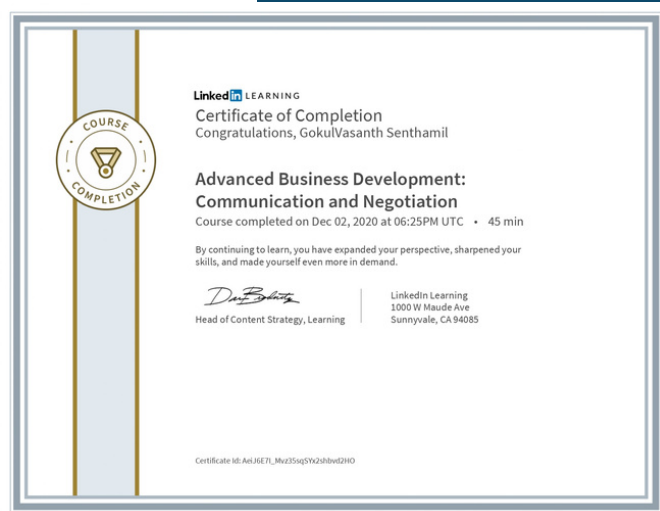 COURSE
COMPLETION
Linked in LEARNING
Certificate of Completion
Congratulations, GokulVasanth Senthamil
Advanced Business Development:
Communication and Negotiation
Course completed on Dec 02, 2020 at 06:25PM UTC • 45 min
By continuing to learn, you have expanded your perspective, sharpened your
skills, and made yourself even more in demand.
Head of Content Strategy, Learning
LinkedIn Learning
1000 W Maude Ave
Sunnyvale, CA 94085
Certificate Id: